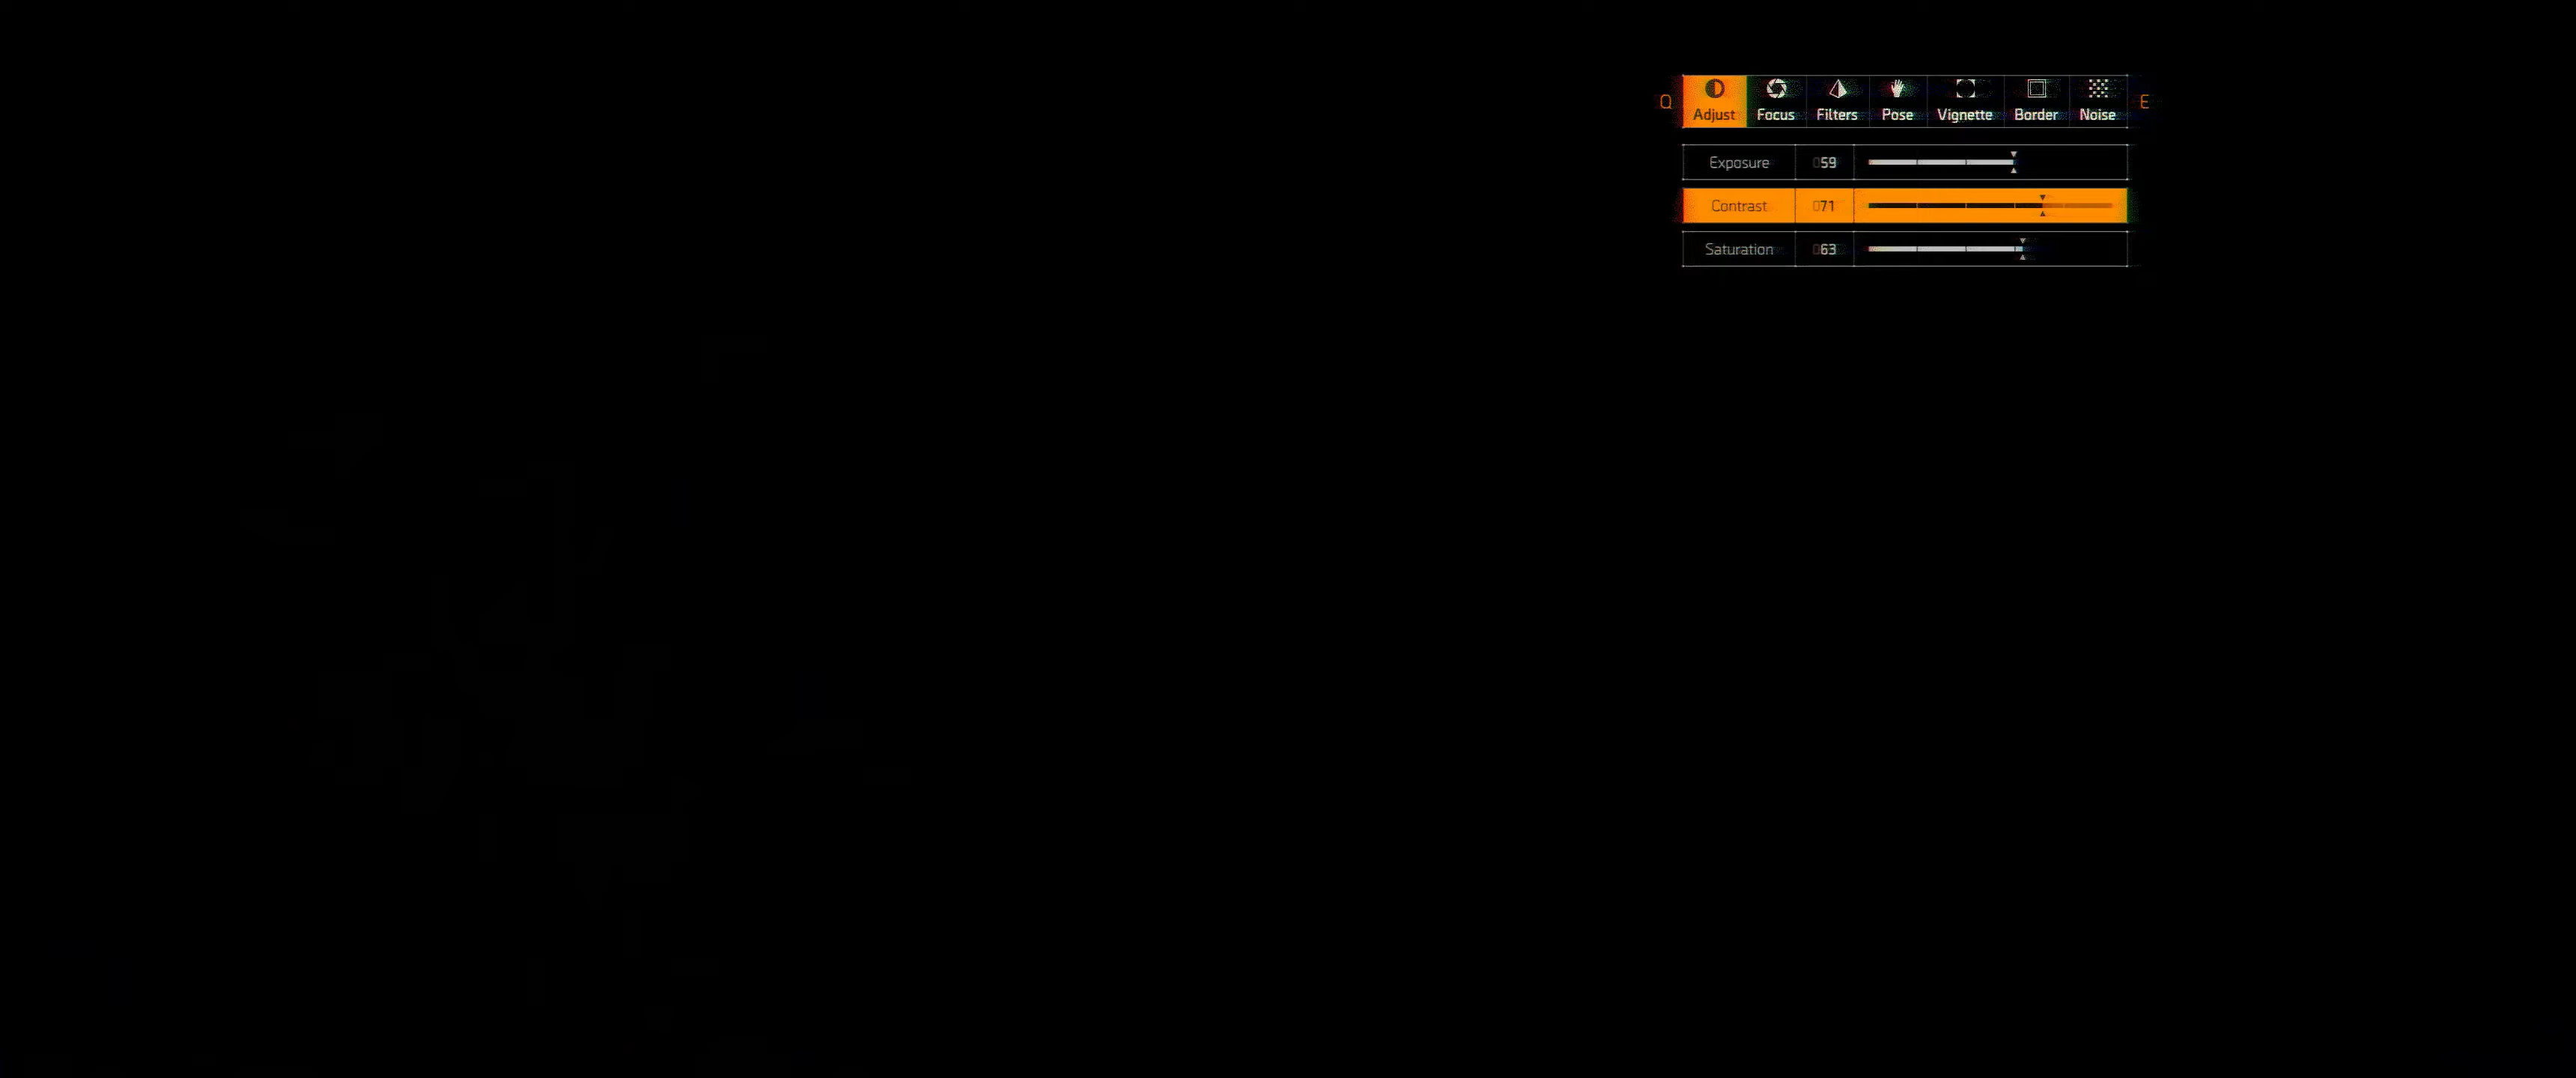 Q Adjust Focus Filters Pose Vignette Border Noise E
Exposure 059
Contrast 071
Saturation 063